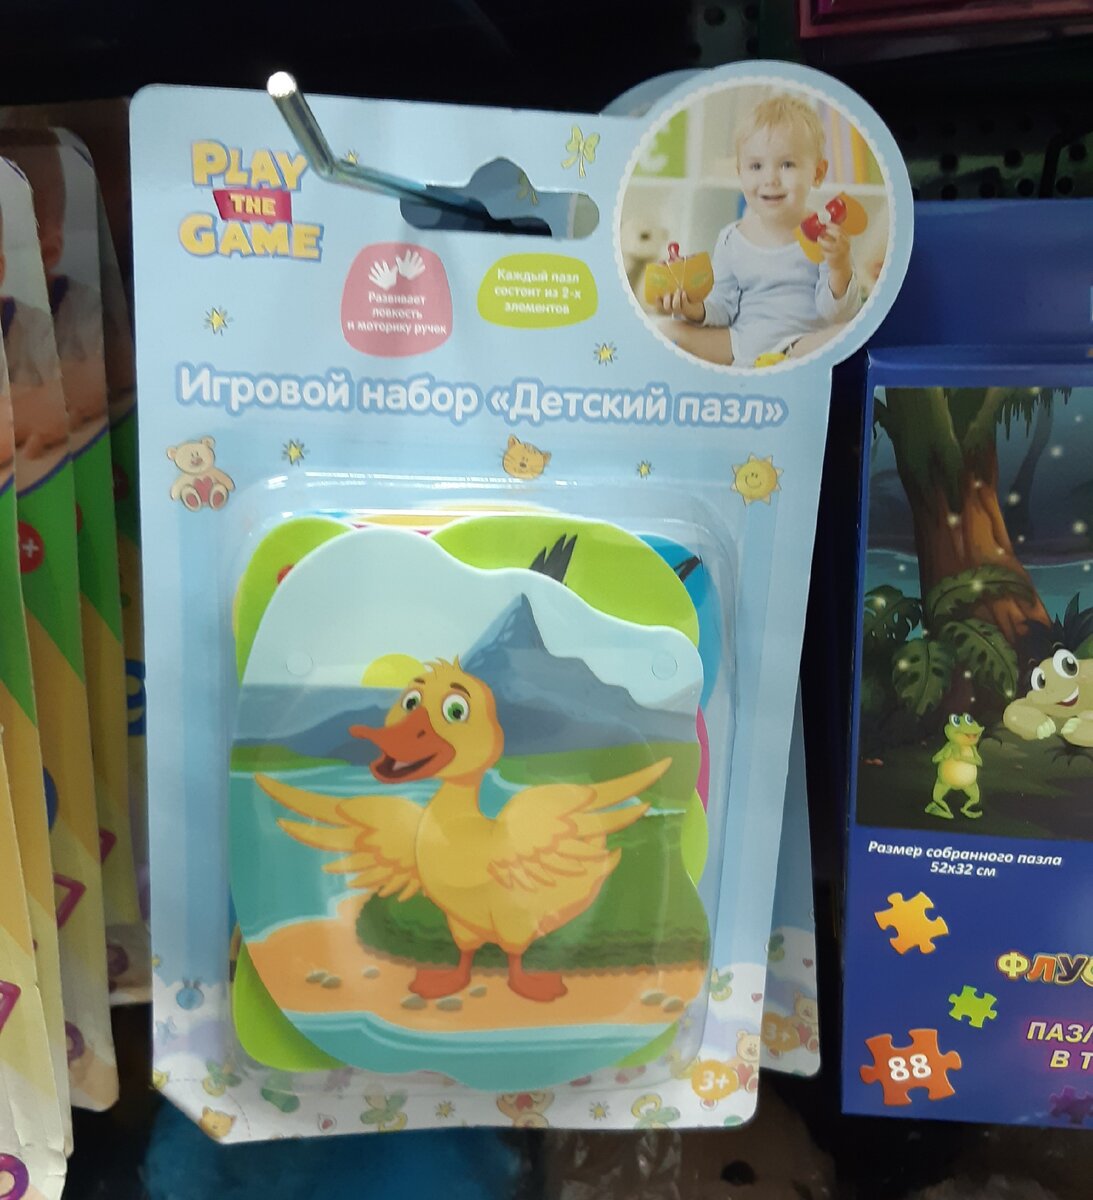 PLAY
THE
GAME
Развивает
ловкость
и моторику ручек
Каждый пазл
состоит из 2-х
элементов
Игровой набор «Детский пазл»
3+
Размер собранного пазла
52х32 см
88